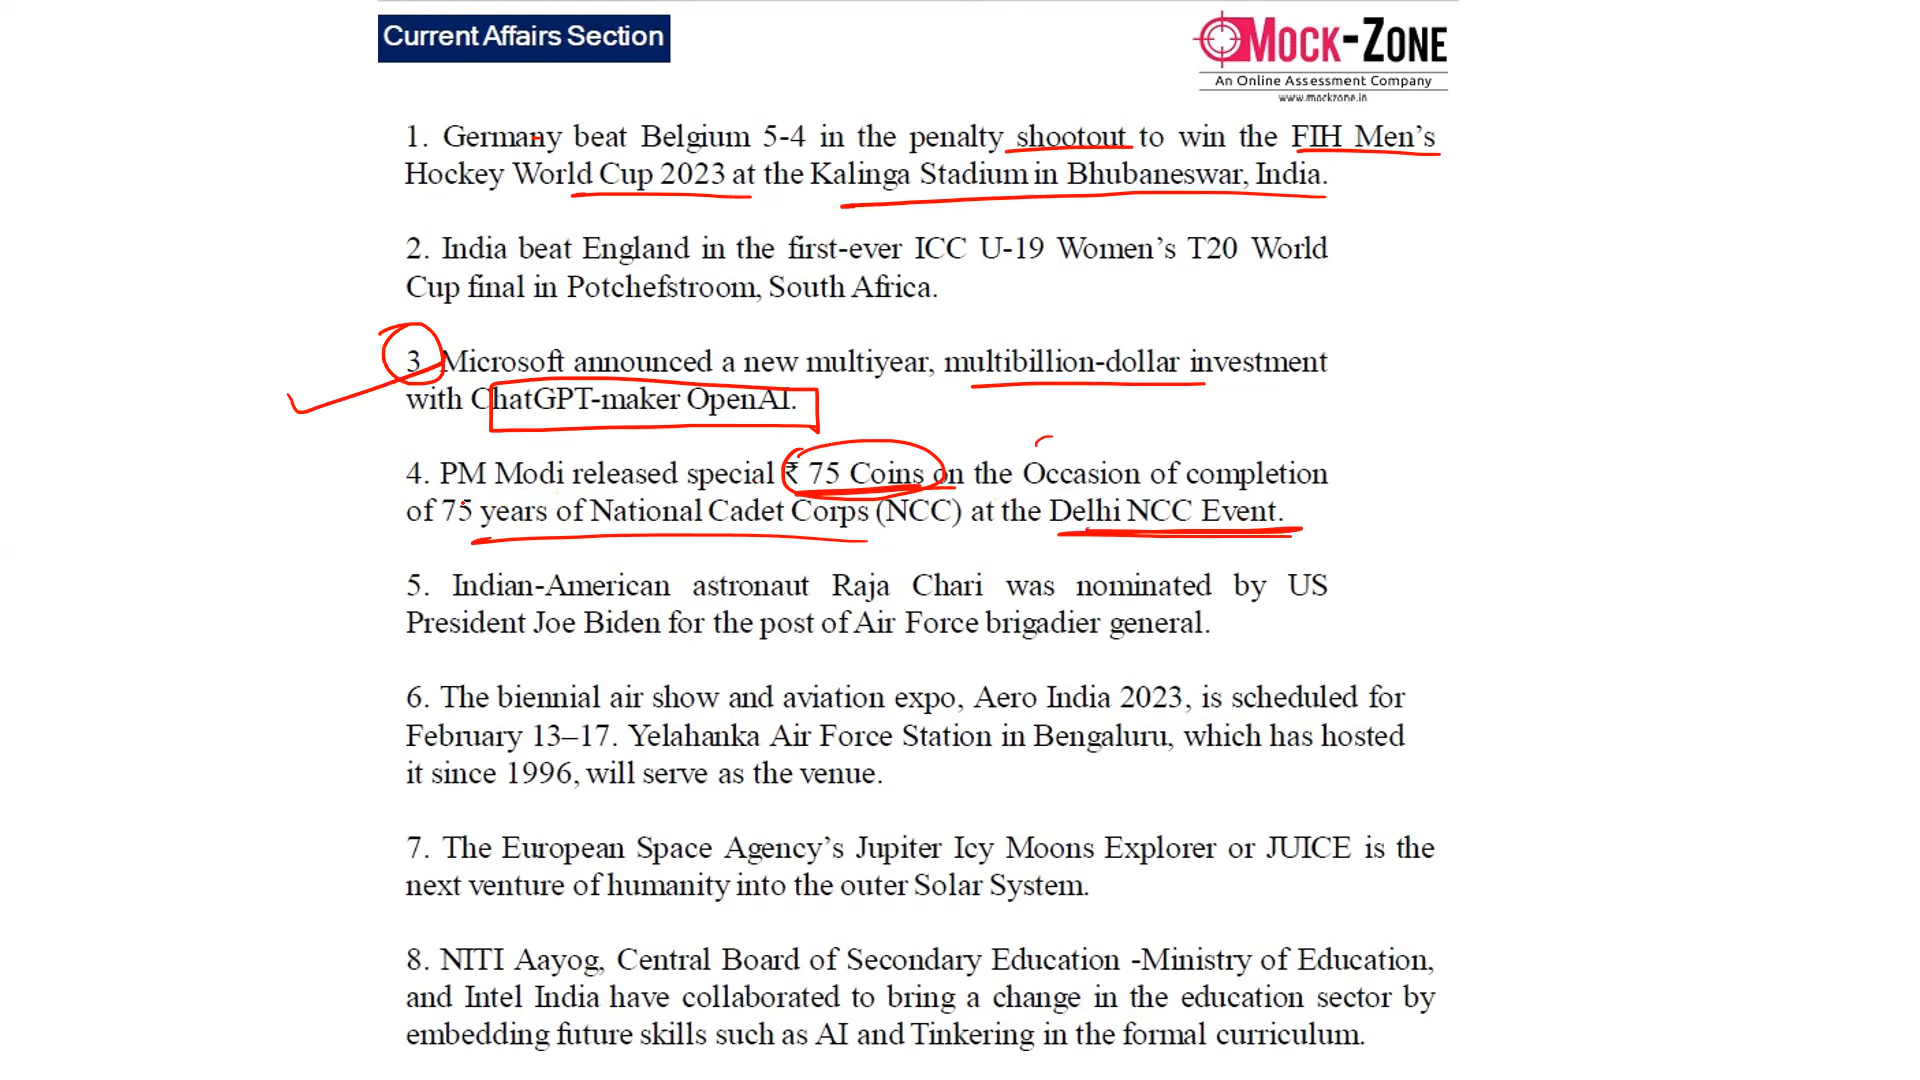 Current Affairs Section
MOCK-ZONE
An Online Assessment Company
www.mockzone.in
1. Germany beat Belgium 5-4 in the penalty shootout to win the FIH Men’s
Hockey World Cup 2023 at the Kalinga Stadium in Bhubaneswar, India.
2. India beat England in the first-ever ICC U-19 Women’s T20 World
Cup final in Potchefstroom, South Africa.
3. Microsoft announced a new multiyear, multibillion-dollar investment
with ChatGPT-maker OpenAI.
4. PM Modi released special ₹ 75 Coins on the Occasion of completion
of 75 years of National Cadet Corps (NCC) at the Delhi NCC Event.
5. Indian-American astronaut Raja Chari was nominated by US
President Joe Biden for the post of Air Force brigadier general.
6. The biennial air show and aviation expo, Aero India 2023, is scheduled for
February 13–17. Yelahanka Air Force Station in Bengaluru, which has hosted
it since 1996, will serve as the venue.
7. The European Space Agency’s Jupiter Icy Moons Explorer or JUICE is the
next venture of humanity into the outer Solar System.
8. NITI Aayog, Central Board of Secondary Education -Ministry of Education,
and Intel India have collaborated to bring a change in the education sector by
embedding future skills such as AI and Tinkering in the formal curriculum.